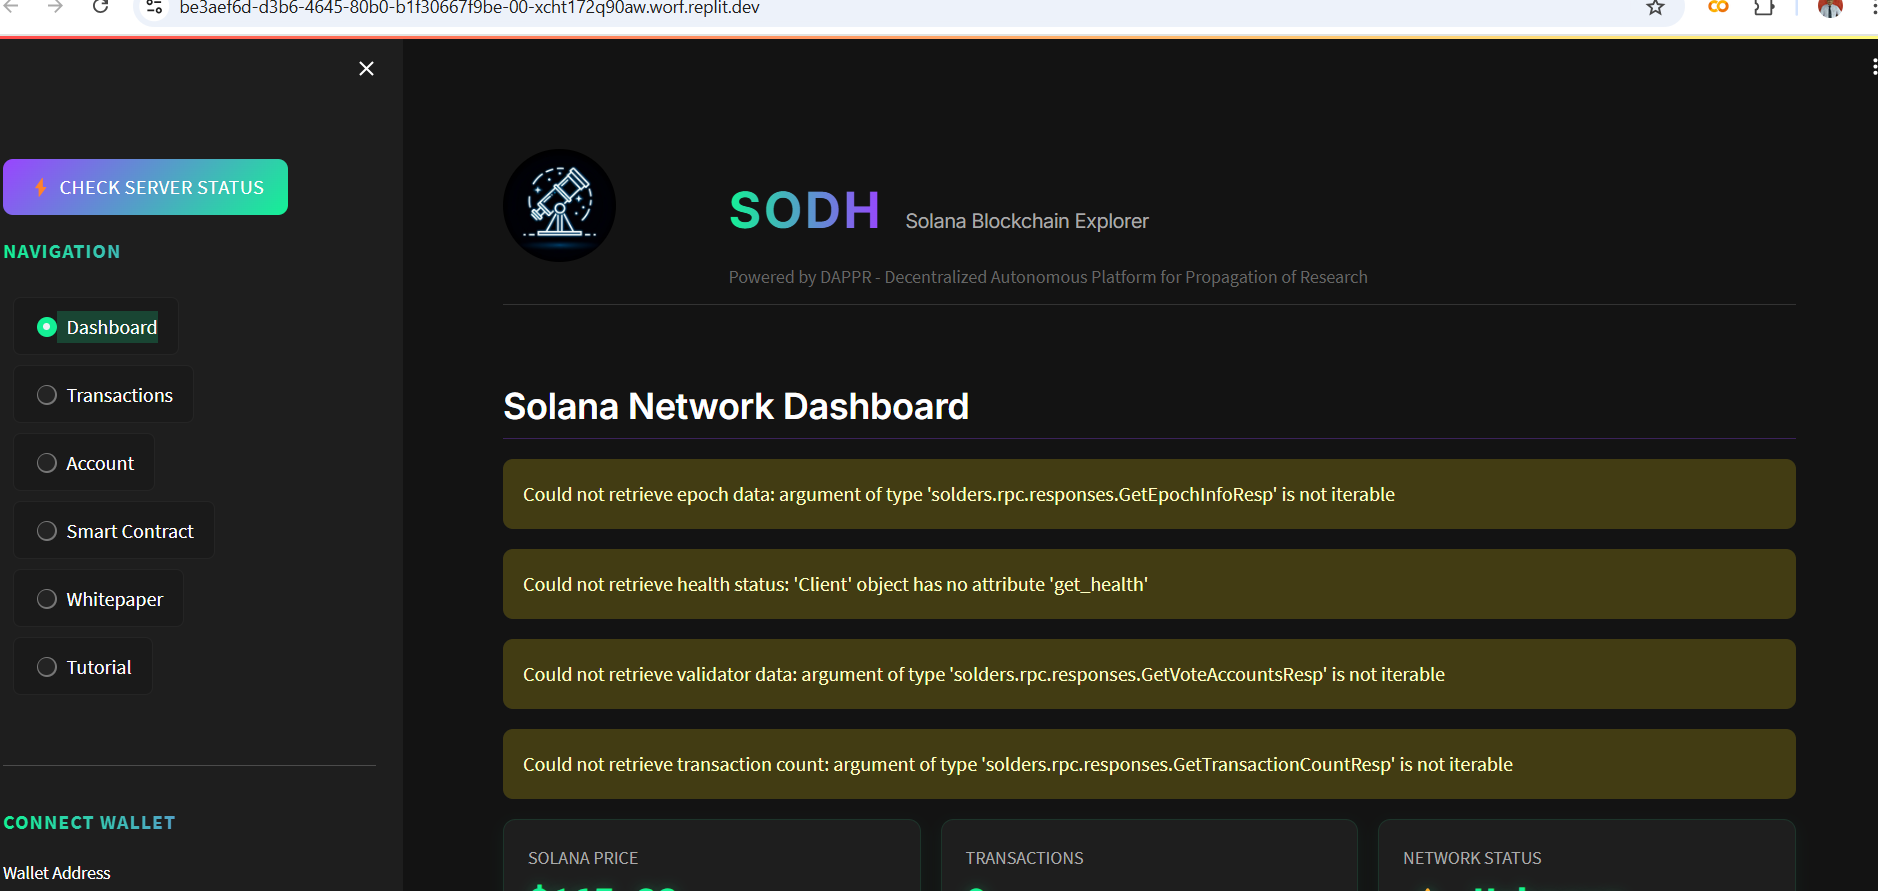 be3aef6d-d3b6-4645-80b0-b1f30667f9be-00-xcht172q90aw.worf.replit.dev
CHECK SERVER STATUS
NAVIGATION
Dashboard
Transactions
Account
Smart Contract
Whitepaper
Tutorial
CONNECT WALLET
Wallet Address
SODH Solana Blockchain Explorer
Powered by DAPPR - Decentralized Autonomous Platform for Propagation of Research
Solana Network Dashboard
Could not retrieve epoch data: argument of type 'solders.rpc.responses.GetEpochInfoResp' is not iterable
Could not retrieve health status: 'Client' object has no attribute 'get_health'
Could not retrieve validator data: argument of type 'solders.rpc.responses.GetVoteAccountsResp' is not iterable
Could not retrieve transaction count: argument of type 'solders.rpc.responses.GetTransactionCountResp' is not iterable
SOLANA PRICE
TRANSACTIONS
NETWORK STATUS